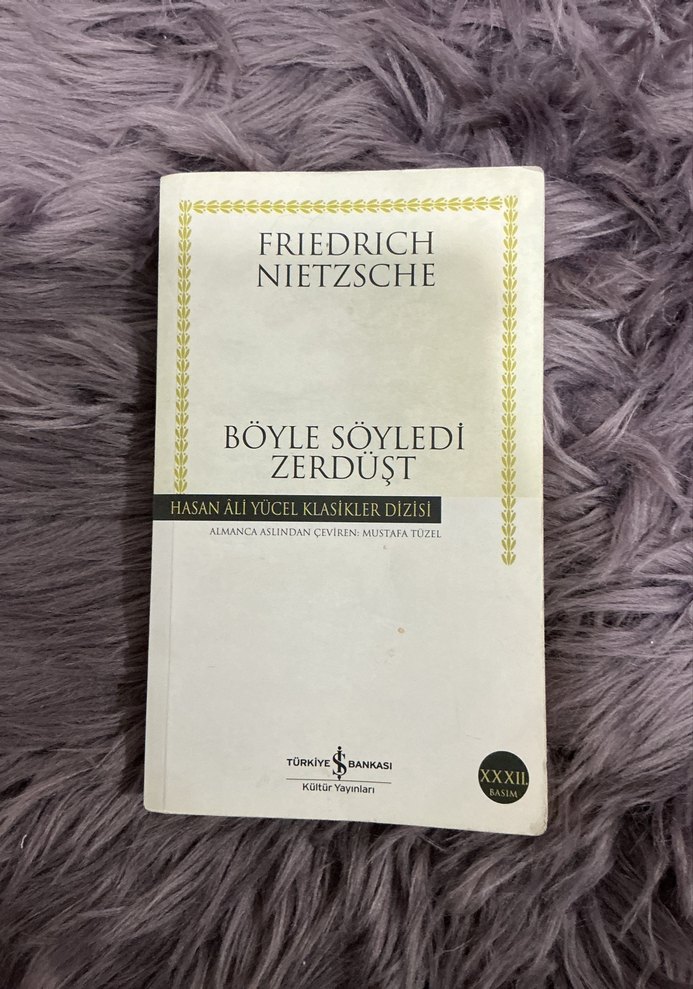 FRIEDRICH
NIETZSCHE
BÖYLE SÖYLEDİ
ZERDÜŞT
HASAN ÂLİ YÜCEL KLASİKLER DİZİSİ
ALMANCA ASLINDAN ÇEVİREN: MUSTAFA TÜZEL
TÜRKİYE İŞ BANKASI
Kültür Yayınları
XXXII.
BASIM